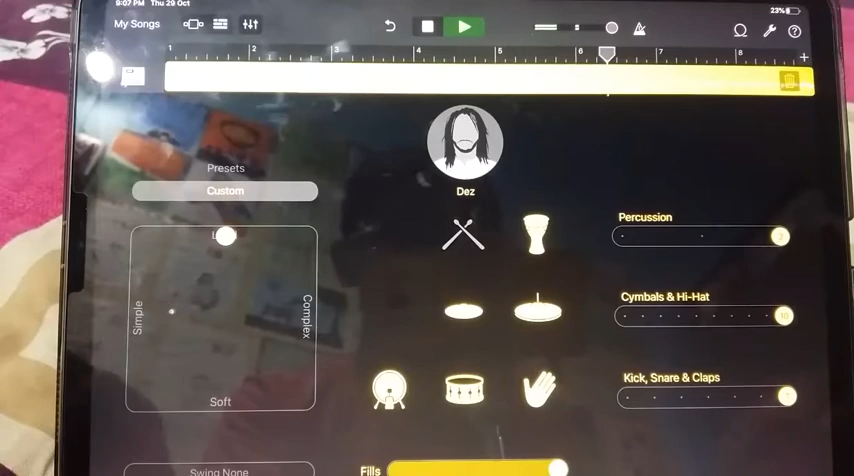 9:07 PM Thu 29 Oct
23%
My Songs
1 2 3 4 5 6 7 8
Dez
Presets
Custom
Simple
Complex
Soft
Percussion
Cymbals & Hi-Hat
10
Kick, Snare & Claps
Swing None
Fills